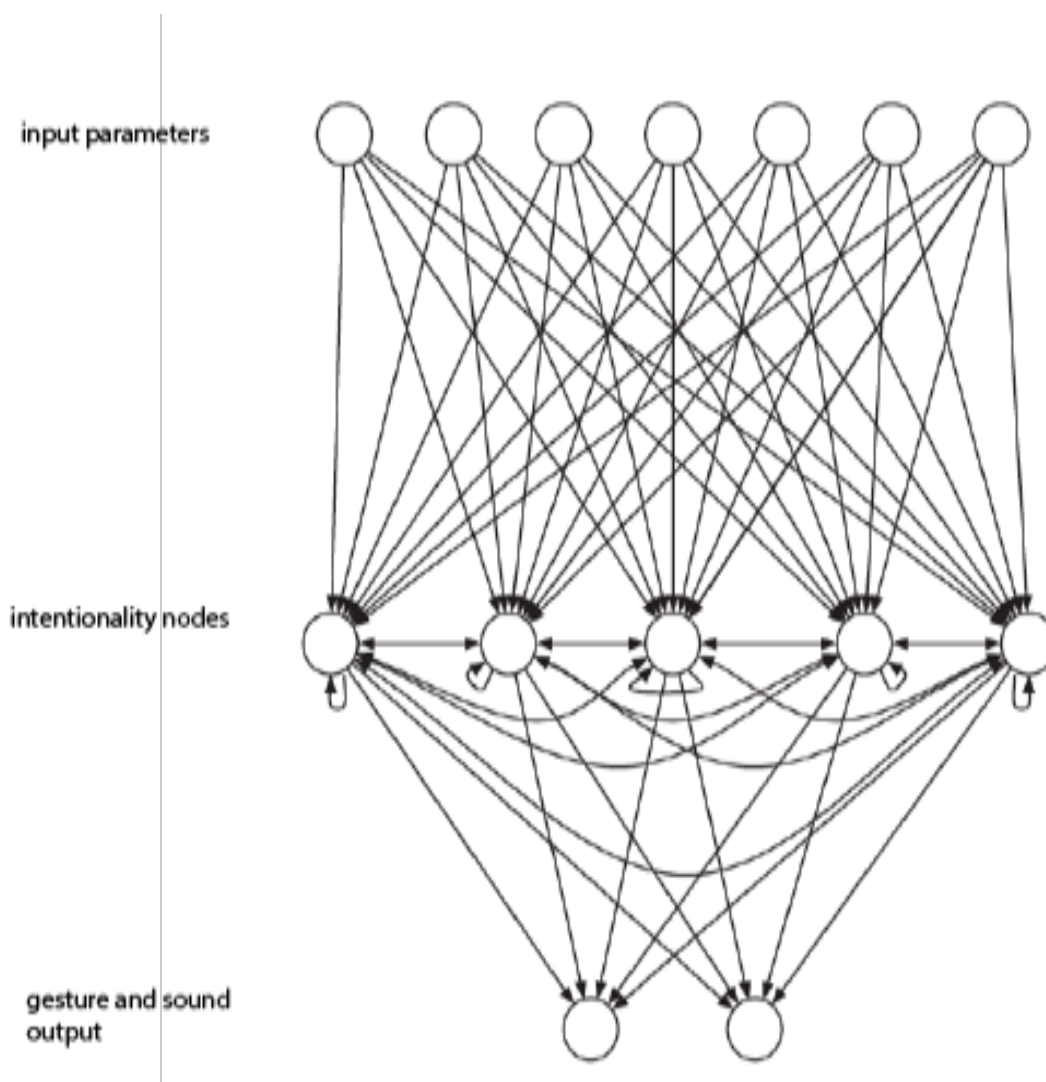 input parameters
intentionality nodes
gesture and sound
output